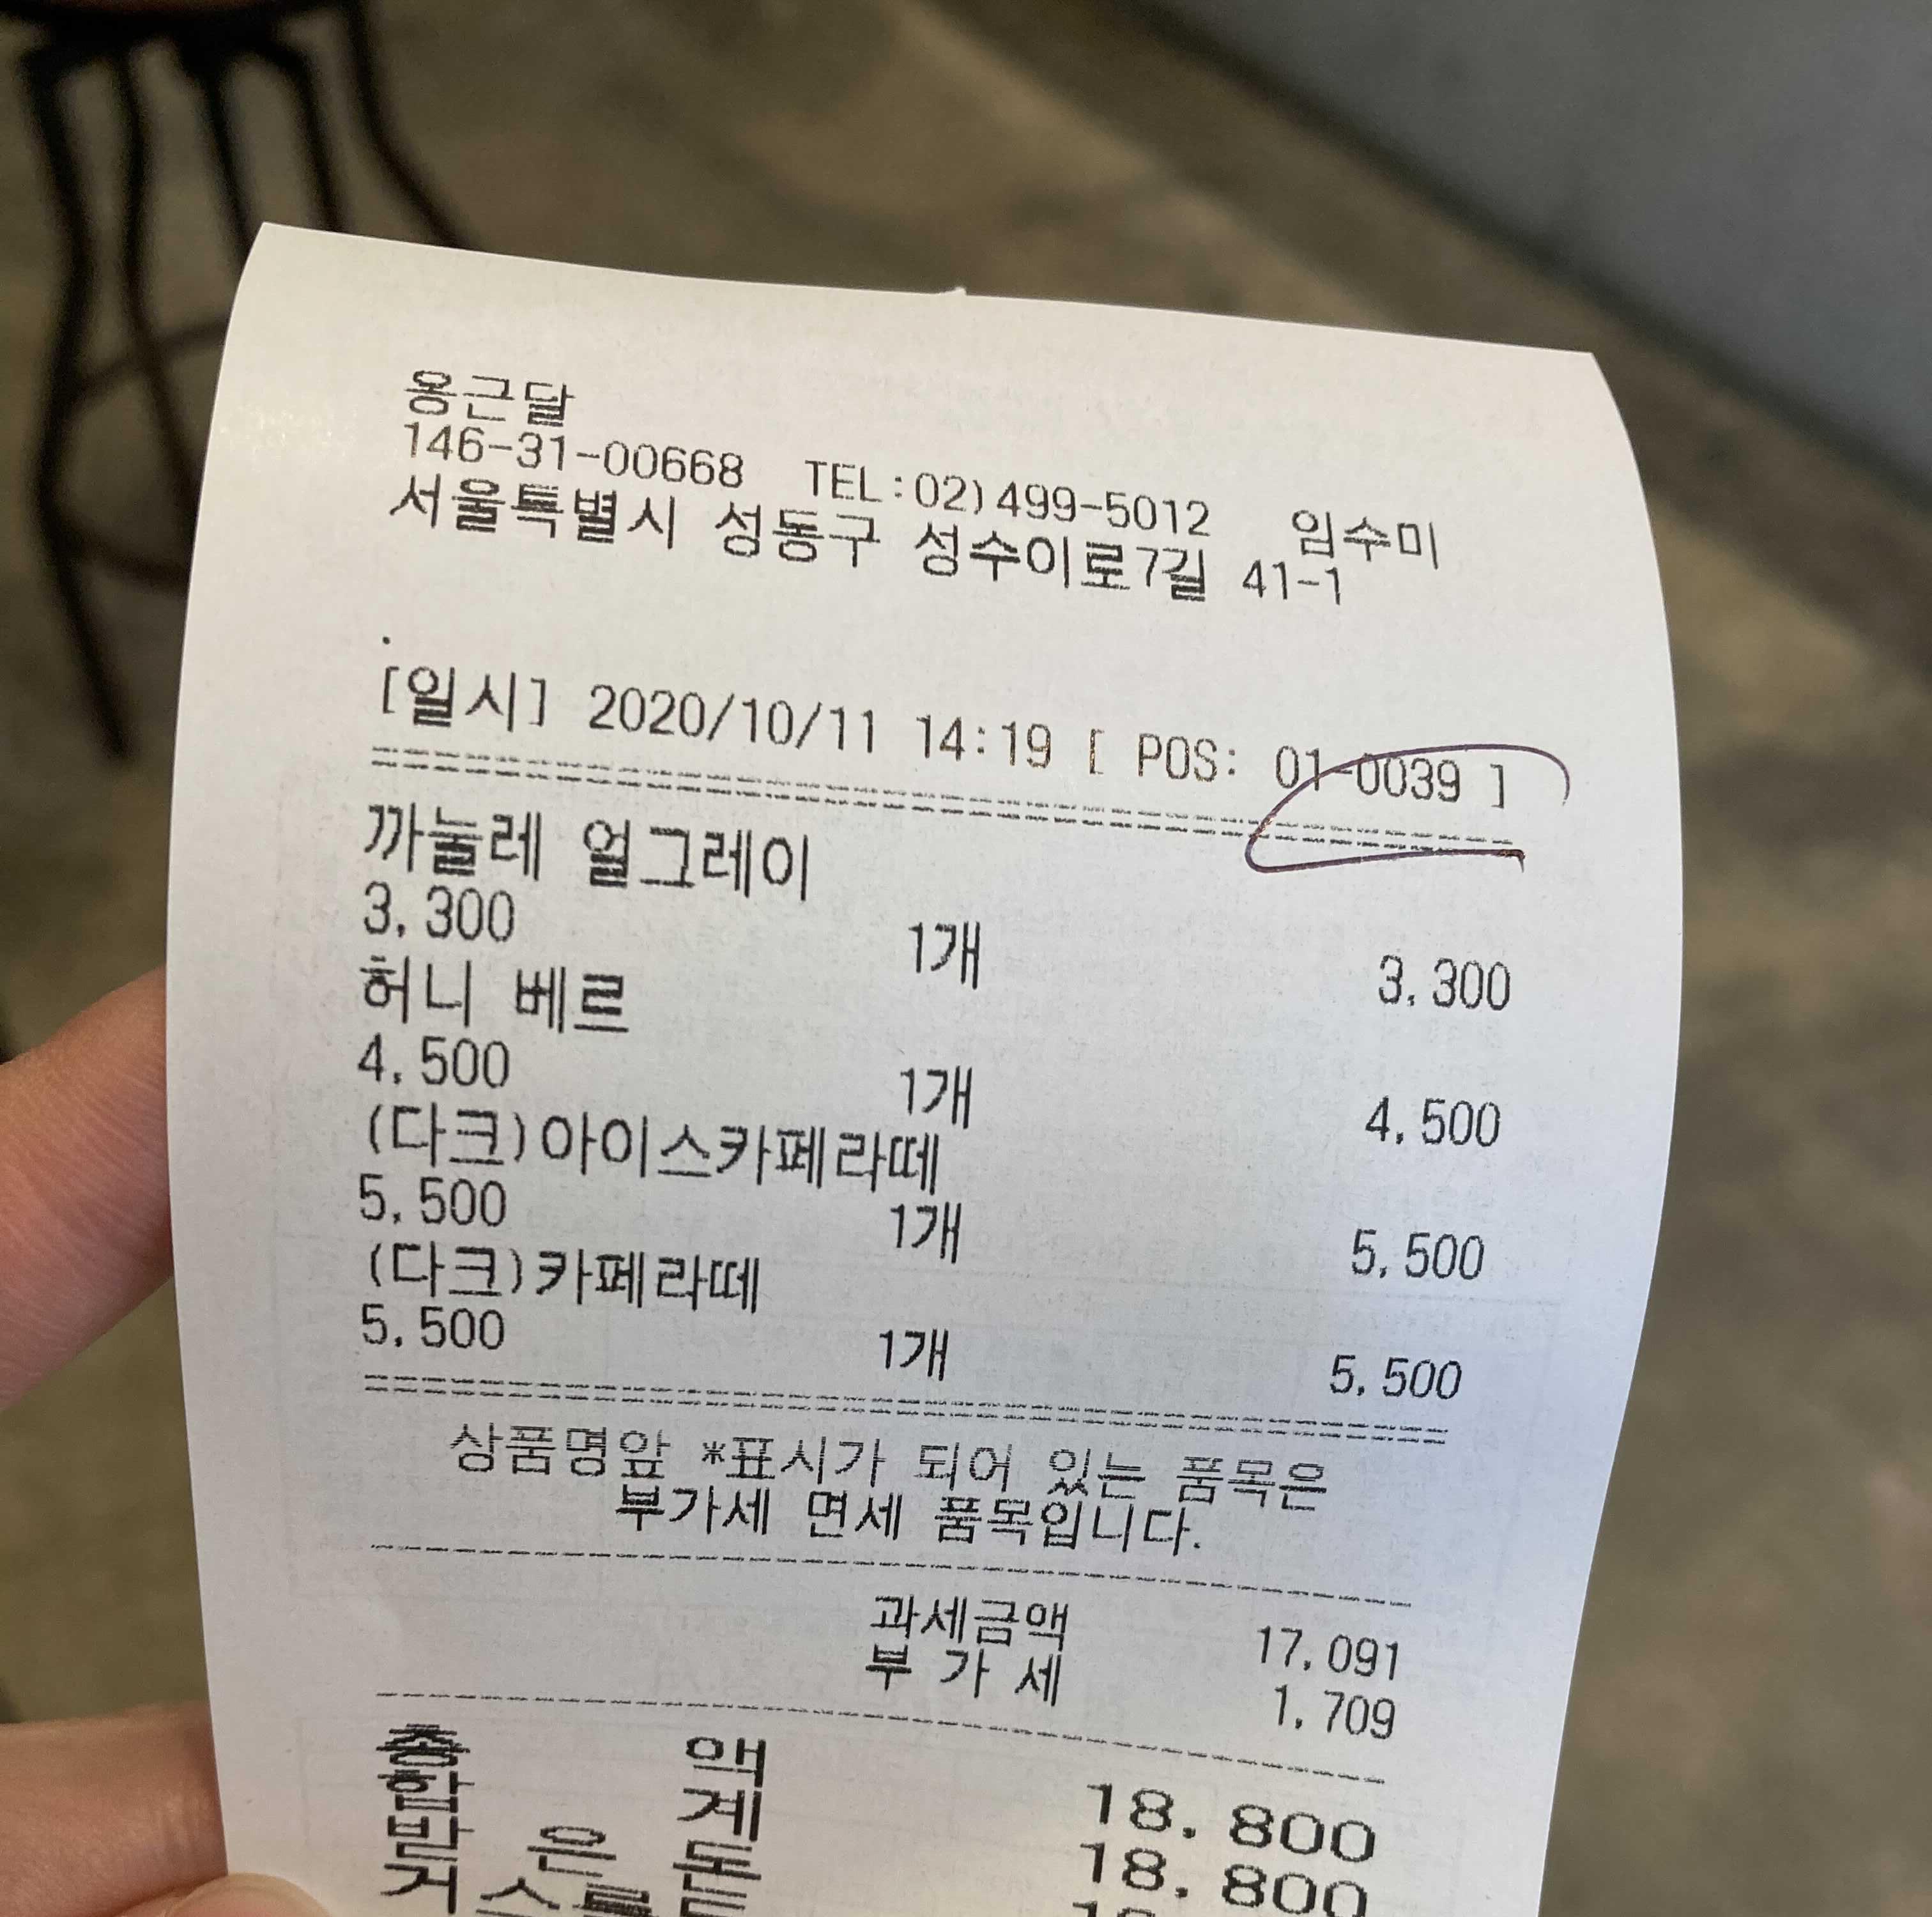 옹근달
146-31-00668 TEL:02)499-5012 임수미
서울특별시 성동구 성수이로7길 41-1
.
[일시] 2020/10/11 14:19 [ POS: 01-0039 ]
까눌레 얼그레이
3,300 1개 3,300
허니 베르
4,500 1개 4,500
(다크)아이스카페라떼
5,500 1개 5,500
(다크)카페라떼
5,500 1개 5,500
상품명앞 *표시가 되어 있는 품목은
부가세 면세 품목입니다.
과세금액 17,091
부 가 세 1,709
총 액 18,800
합 계 18,800
받 은 돈
거 스 름